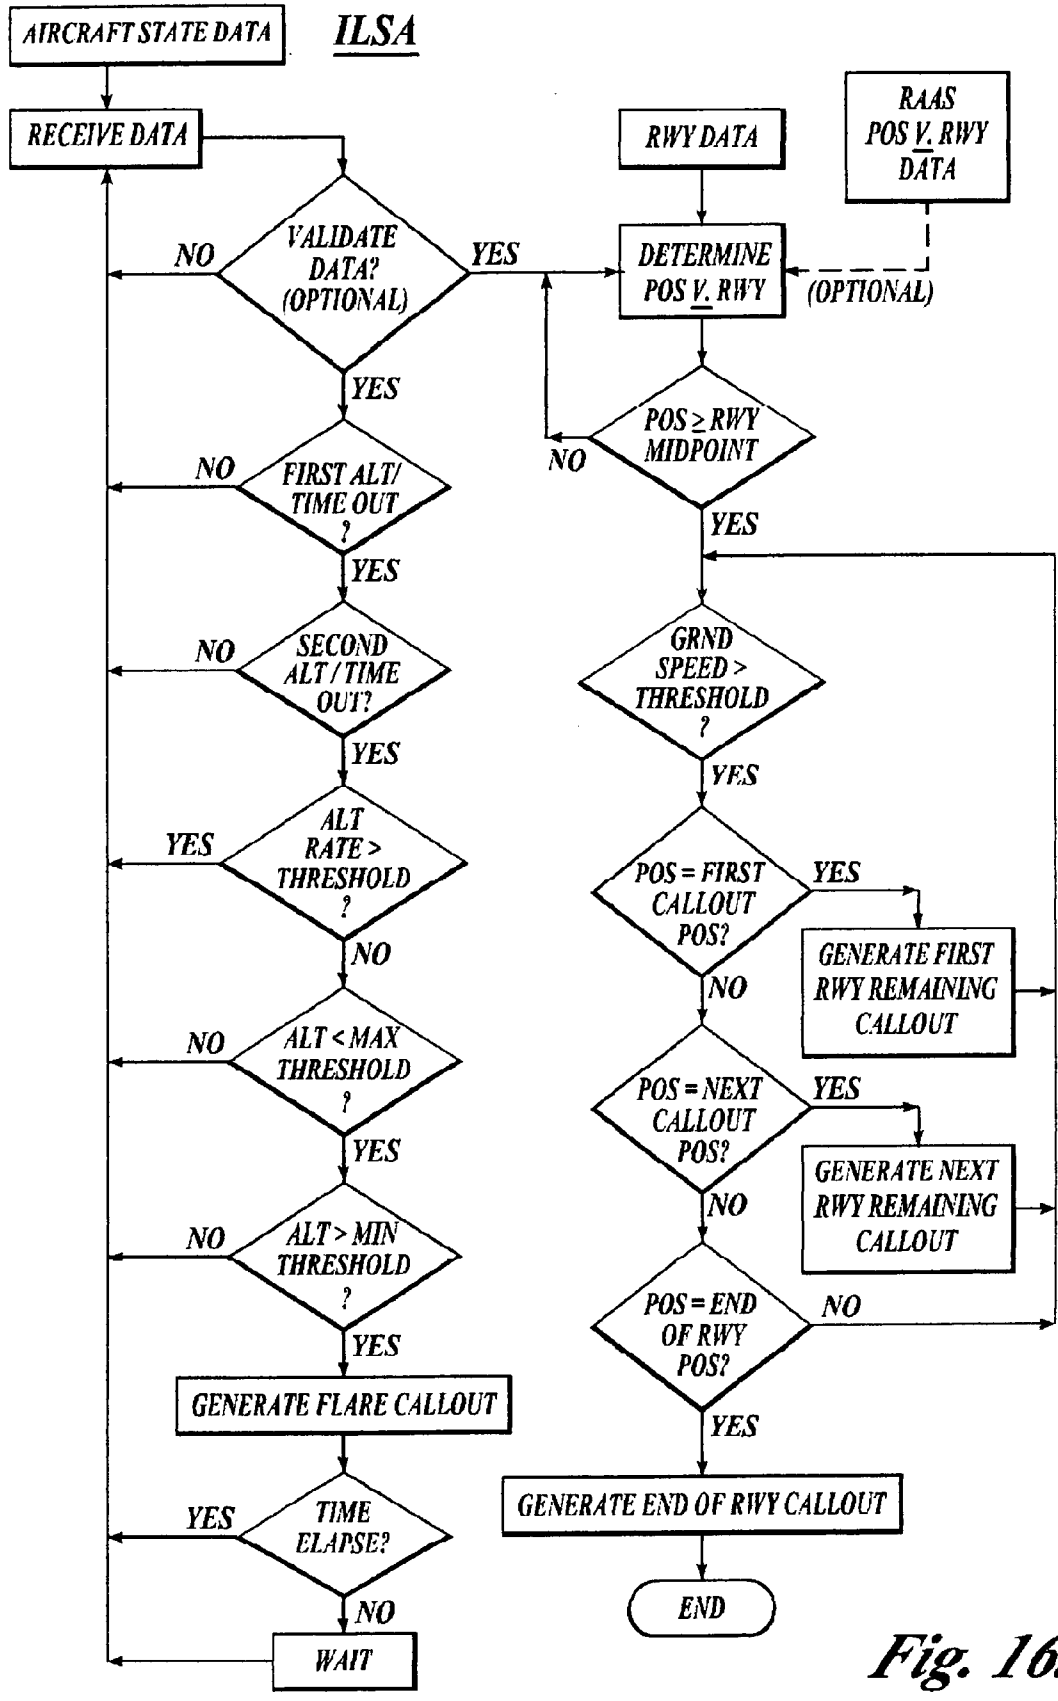 AIRCRAFT STATE DATA
ILSA
RECEIVE DATA
RWY DATA
RAAS
POS V. RWY
DATA
VALIDATE
DATA?
(OPTIONAL)
NO
YES
YES
DETERMINE
POS V. RWY
(OPTIONAL)
POS ≥ RWY
MIDPOINT
NO
YES
FIRST ALT/
TIME OUT
?
NO
YES
SECOND
ALT / TIME
OUT?
NO
YES
GRND
SPEED >
THRESHOLD
?
YES
ALT
RATE >
THRESHOLD
?
YES
NO
POS = FIRST
CALLOUT
POS?
YES
NO
GENERATE FIRST
RWY REMAINING
CALLOUT
ALT < MAX
THRESHOLD
?
NO
YES
POS = NEXT
CALLOUT
POS?
YES
NO
GENERATE NEXT
RWY REMAINING
CALLOUT
ALT > MIN
THRESHOLD
?
NO
YES
POS = END
OF RWY
POS?
NO
YES
GENERATE FLARE CALLOUT
GENERATE END OF RWY CALLOUT
TIME
ELAPSE?
YES
NO
WAIT
END
Fig. 16.